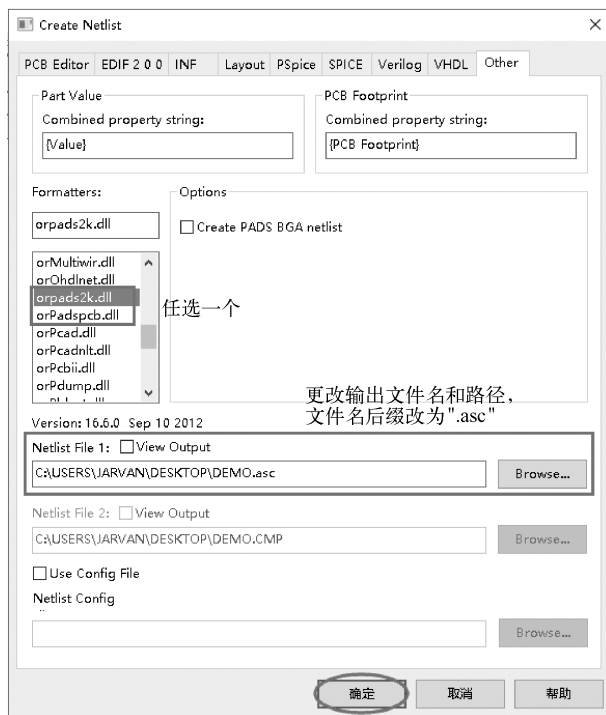 Create Netlist
PCB Editor EDIF 2 0 0 INF Layout PSpice SPICE Verilog VHDL Other
Part Value
Combined property string:
{Value}
PCB Footprint
Combined property string:
{PCB Footprint}
Formatters:
orpads2k.dll
orMultiwir.dll
orOhdlnet.dll
orpads2k.dll
orPadspcb.dll
orPcad.dll
orPcadnlt.dll
orPcbii.dll
orPdump.dll
任选一个
Options
Create PADS BGA netlist
更改输出文件名和路径，
文件名后缀改为".asc"
Version: 16.6.0 Sep 10 2012
Netlist File 1: View Output
C:\USERS\JARVAN\DESKTOP\DEMO.asc
Browse...
Netlist File 2: View Output
C:\USERS\JARVAN\DESKTOP\DEMO.CMP
Browse...
Use Config File
Netlist Config
Browse...
确定 取消 帮助